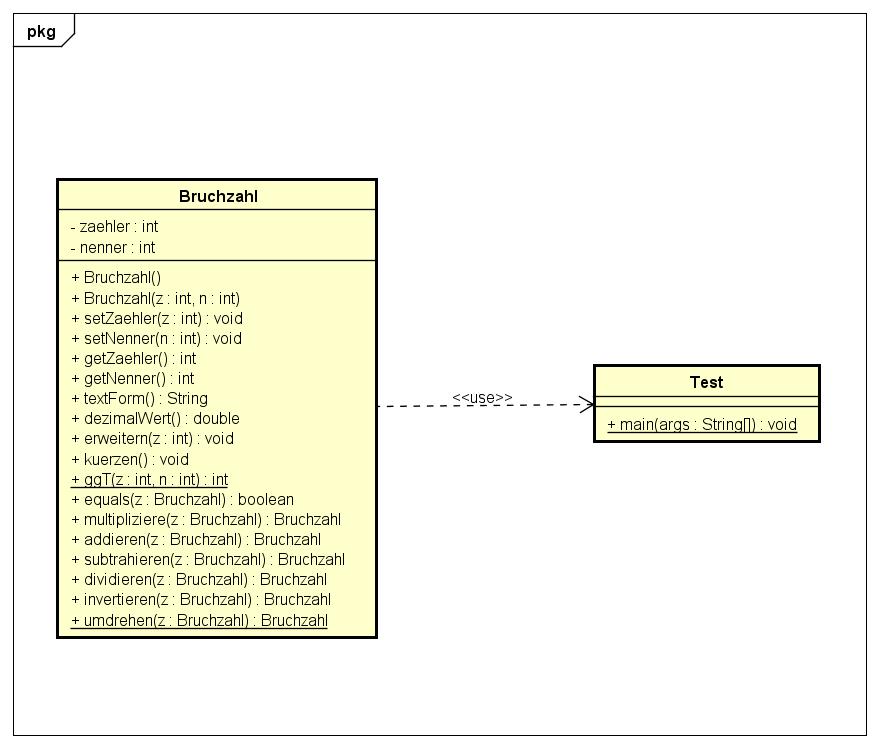 pkg
Bruchzahl
- zaehler : int
- nenner : int
+ Bruchzahl()
+ Bruchzahl(z : int, n : int)
+ setZaehler(z : int) : void
+ setNenner(n : int) : void
+ getZaehler() : int
+ getNenner() : int
+ textForm() : String
+ dezimalWert() : double
+ erweitern(z : int) : void
+ kuerzen() : void
+ ggT(z : int, n : int) : int
+ equals(z : Bruchzahl) : boolean
+ multipliziere(z : Bruchzahl) : Bruchzahl
+ addieren(z : Bruchzahl) : Bruchzahl
+ subtrahieren(z : Bruchzahl) : Bruchzahl
+ dividieren(z : Bruchzahl) : Bruchzahl
+ invertieren(z : Bruchzahl) : Bruchzahl
+ umdrehen(z : Bruchzahl) : Bruchzahl
<<use>>
Test
+ main(args : String[]) : void